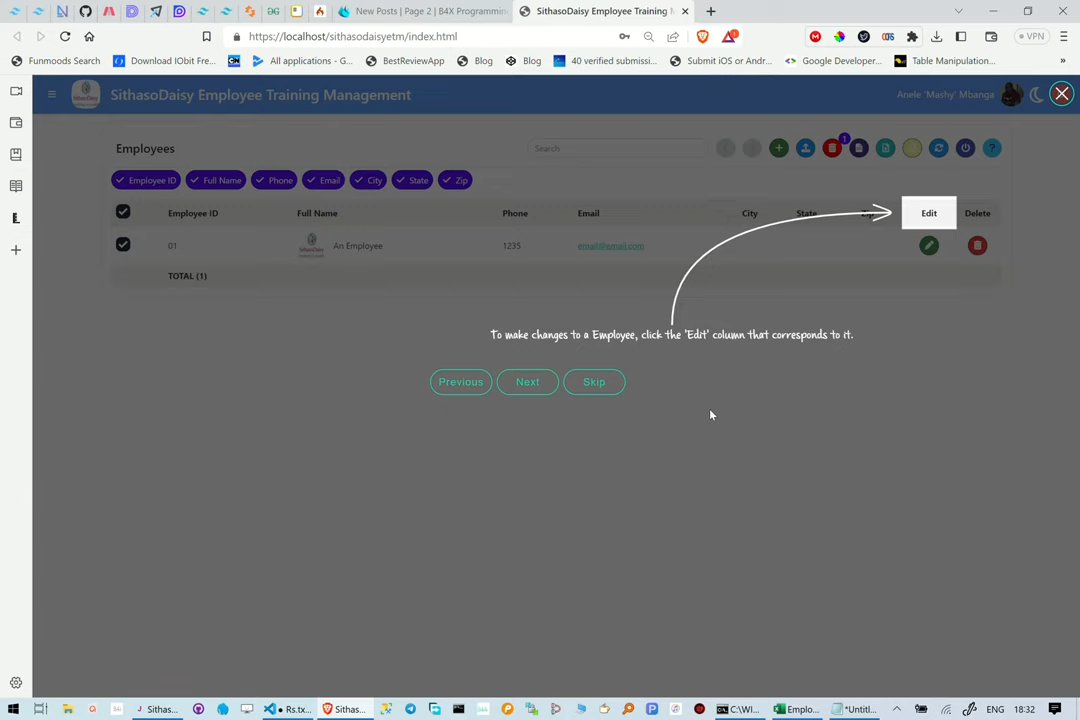 New Posts | Page 2 | B4X Programmin
SithasoDaisy Employee Training M
https://localhost/sithasodaisyetm/index.html
VPN
Funmoods Search
Download IObit Fre...
All applications - G...
BestReviewApp
Blog
Blog
40 verified submissi...
Submit iOS or Andr...
Google Developer...
Table Manipulation...
SithasoDaisy Employee Training Management
Anele 'Mashy' Mbanga
Employees
Search
1
Employee ID
Full Name
Phone
Email
City
State
Zip
Employee ID
Full Name
Phone
Email
City
State
Zip
Edit
Delete
01
An Employee
1235
email@email.com
TOTAL (1)
To make changes to a Employee, click the 'Edit' column that corresponds to it.
Previous
Next
Skip
Sithas...
Rs.tx...
Sithas...
C:\WI...
Emplo...
*Untitl...
ENG
18:32